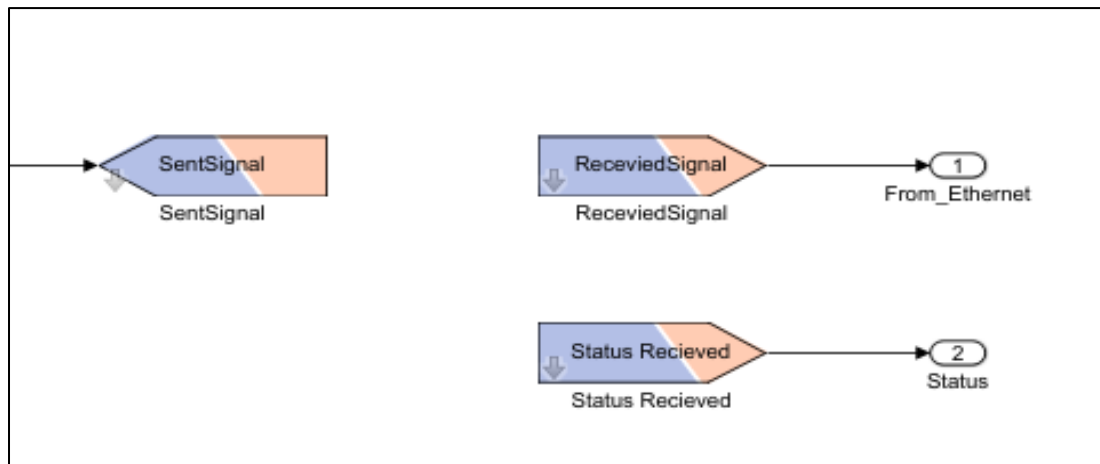 SentSignal
SentSignal
ReceviedSignal
ReceviedSignal
1
From_Ethernet
Status Recieved
Status Recieved
2
Status